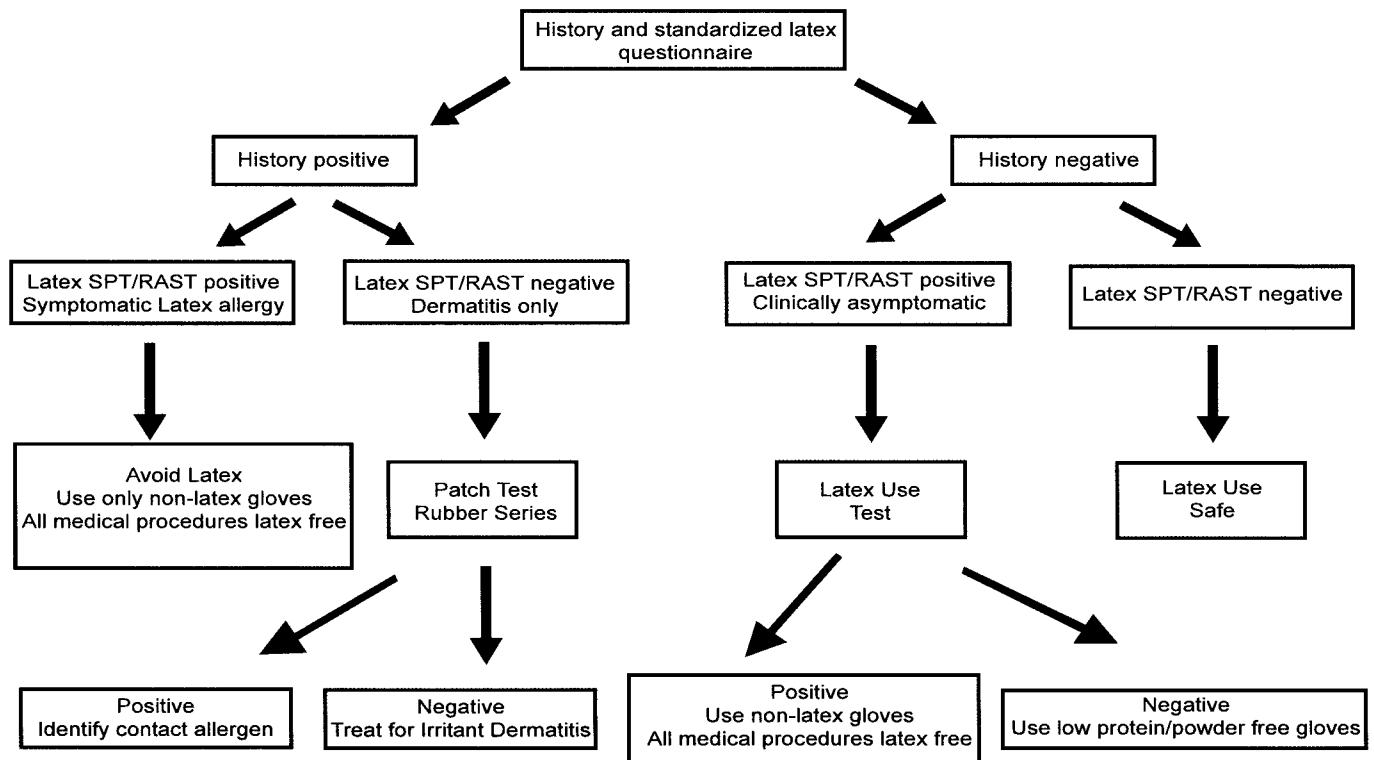 History and standardized latex
questionnaire
History positive
History negative
Latex SPT/RAST positive
Symptomatic Latex allergy
Latex SPT/RAST negative
Dermatitis only
Latex SPT/RAST positive
Clinically asymptomatic
Latex SPT/RAST negative
Avoid Latex
Use only non-latex gloves
All medical procedures latex free
Patch Test
Rubber Series
Latex Use
Test
Latex Use
Safe
Positive
Identify contact allergen
Negative
Treat for Irritant Dermatitis
Positive
Use non-latex gloves
All medical procedures latex free
Negative
Use low protein/powder free gloves